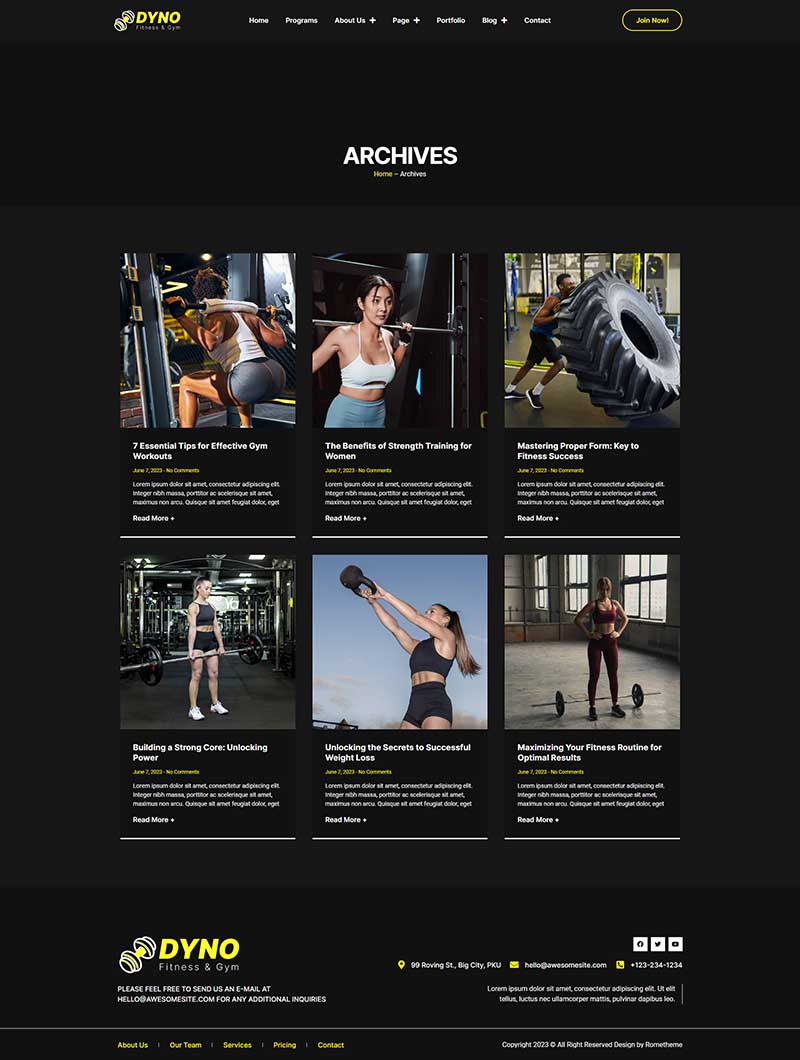 DYNO
Fitness & Gym
Home Programs About Us + Page + Portfolio Blog + Contact
Join Now!
ARCHIVES
Home – Archives
7 Essential Tips for Effective Gym
Workouts
June 7, 2023 - No Comments
Lorem ipsum dolor sit amet, consectetur adipiscing elit.
Integer nibh massa, porttitor ac scelerisque sit amet,
maximus non arcu. Quisque sit amet feugiat dolor, eget
Read More +
The Benefits of Strength Training for
Women
June 7, 2023 - No Comments
Lorem ipsum dolor sit amet, consectetur adipiscing elit.
Integer nibh massa, porttitor ac scelerisque sit amet,
maximus non arcu. Quisque sit amet feugiat dolor, eget
Read More +
Mastering Proper Form: Key to
Fitness Success
June 7, 2023 - No Comments
Lorem ipsum dolor sit amet, consectetur adipiscing elit.
Integer nibh massa, porttitor ac scelerisque sit amet,
maximus non arcu. Quisque sit amet feugiat dolor, eget
Read More +
Building a Strong Core: Unlocking
Power
June 7, 2023 - No Comments
Lorem ipsum dolor sit amet, consectetur adipiscing elit.
Integer nibh massa, porttitor ac scelerisque sit amet,
maximus non arcu. Quisque sit amet feugiat dolor, eget
Read More +
Unlocking the Secrets to Successful
Weight Loss
June 7, 2023 - No Comments
Lorem ipsum dolor sit amet, consectetur adipiscing elit.
Integer nibh massa, porttitor ac scelerisque sit amet,
maximus non arcu. Quisque sit amet feugiat dolor, eget
Read More +
Maximizing Your Fitness Routine for
Optimal Results
June 7, 2023 - No Comments
Lorem ipsum dolor sit amet, consectetur adipiscing elit.
Integer nibh massa, porttitor ac scelerisque sit amet,
maximus non arcu. Quisque sit amet feugiat dolor, eget
Read More +
DYNO
Fitness & Gym
PLEASE FEEL FREE TO SEND US AN E-MAIL AT
HELLO@AWESOMESITE.COM FOR ANY ADDITIONAL INQUIRIES
99 Roving St., Big City, PKU hello@awesomesite.com +123-234-1234
Lorem ipsum dolor sit amet, consectetur adipiscing elit. Ut elit
tellus, luctus nec ullamcorper mattis, pulvinar dapibus leo.
About Us | Our Team | Services | Pricing | Contact
Copyright 2023 © All Right Reserved Design by Rometheme